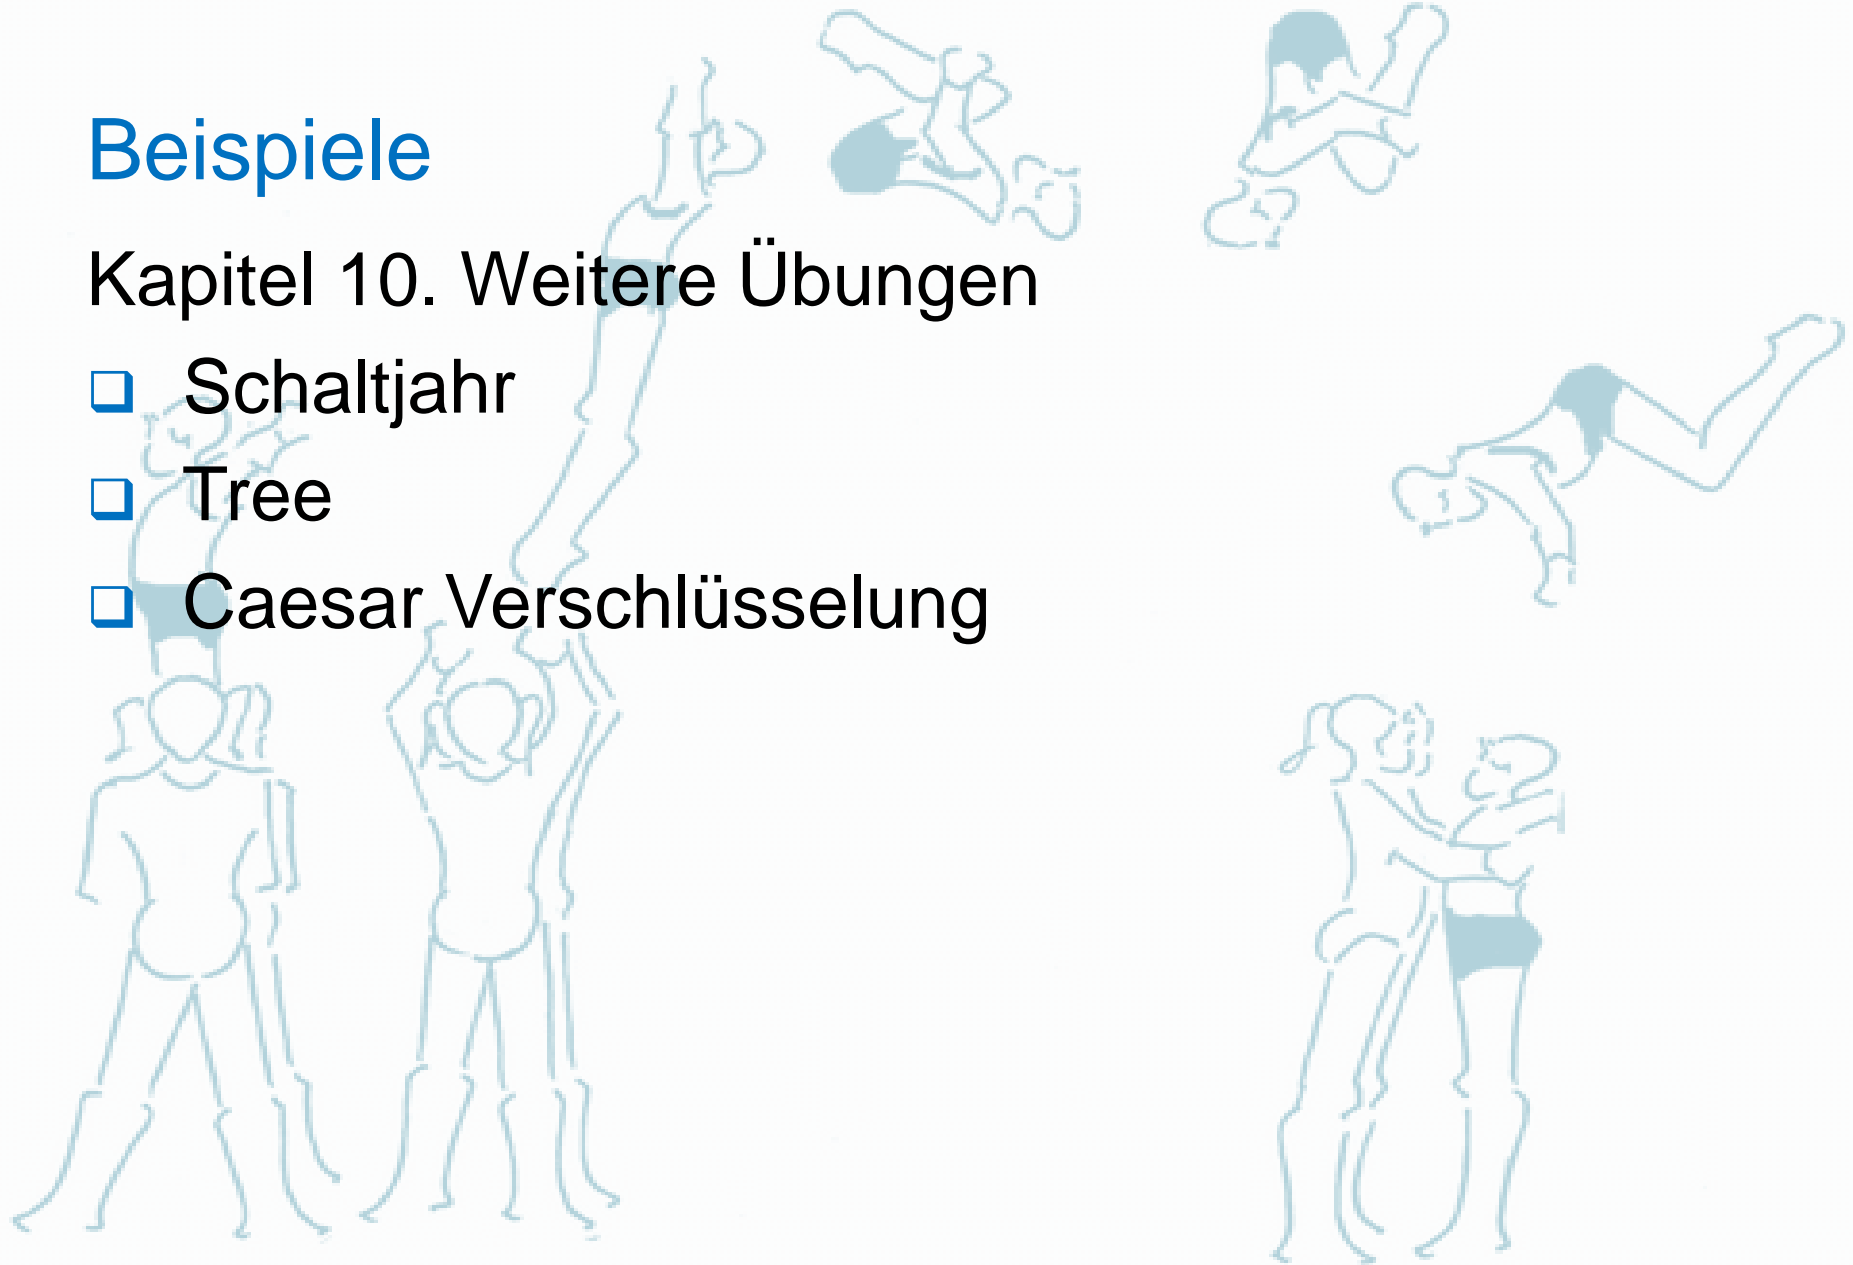 Beispiele
Kapitel 10. Weitere Übungen
Schaltjahr
Tree
Caesar Verschlüsselung